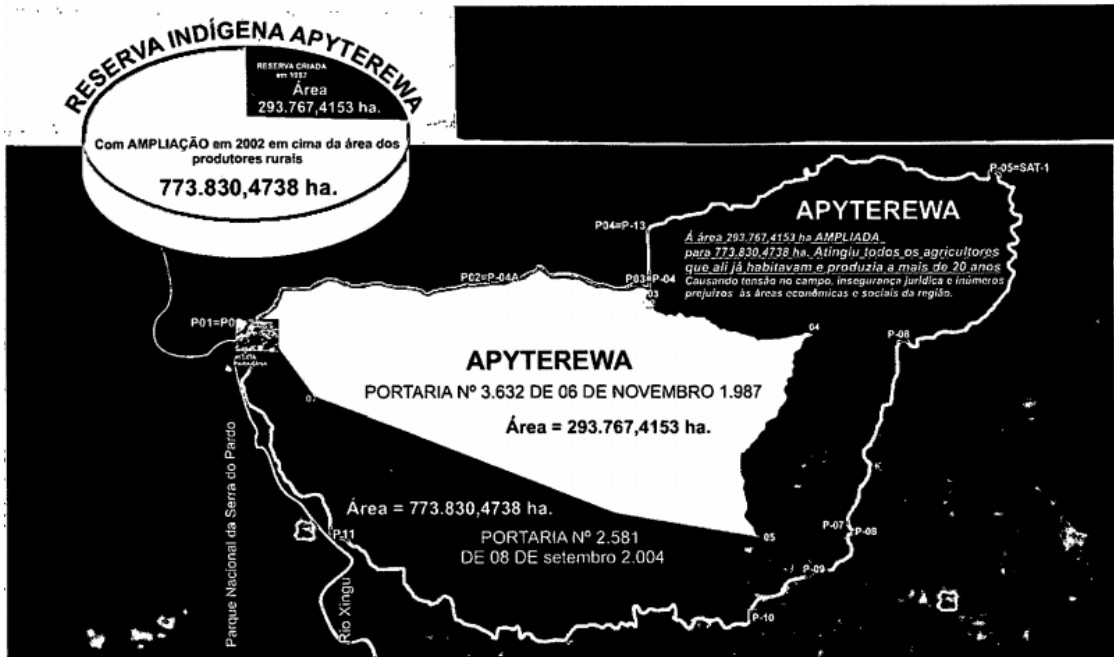 RESERVA INDÍGENA APYTEREWA
RESERVA CRIADA
em 1987
Área
293.767,4153 ha.
Com AMPLIAÇÃO em 2002 em cima da área dos
produtores rurais
773.830,4738 ha.
P-05=SAT-1
APYTEREWA
P04=P-13
A área 293.767,4153 ha AMPLIADA
para 773.830,4738 ha. Atingiu todos os agricultores
que ali já habitavam e produzia a mais de 20 anos
Causando tensão no campo, insegurança jurídica e inúmeros
prejuízos às áreas econômicas e sociais da região.
P02=P-04A
P03=P-04
03
P01=P0
04
P-06
APYTEREWA
PORTARIA Nº 3.632 DE 06 DE NOVEMBRO 1.987
Área = 293.767,4153 ha.
Área = 773.830,4738 ha.
PORTARIA Nº 2.581
DE 08 DE setembro 2.004
05
P-07
P-08
P-09
P-10
P-11
Parque Nacional da Serra do Pardo
Rio Xingu